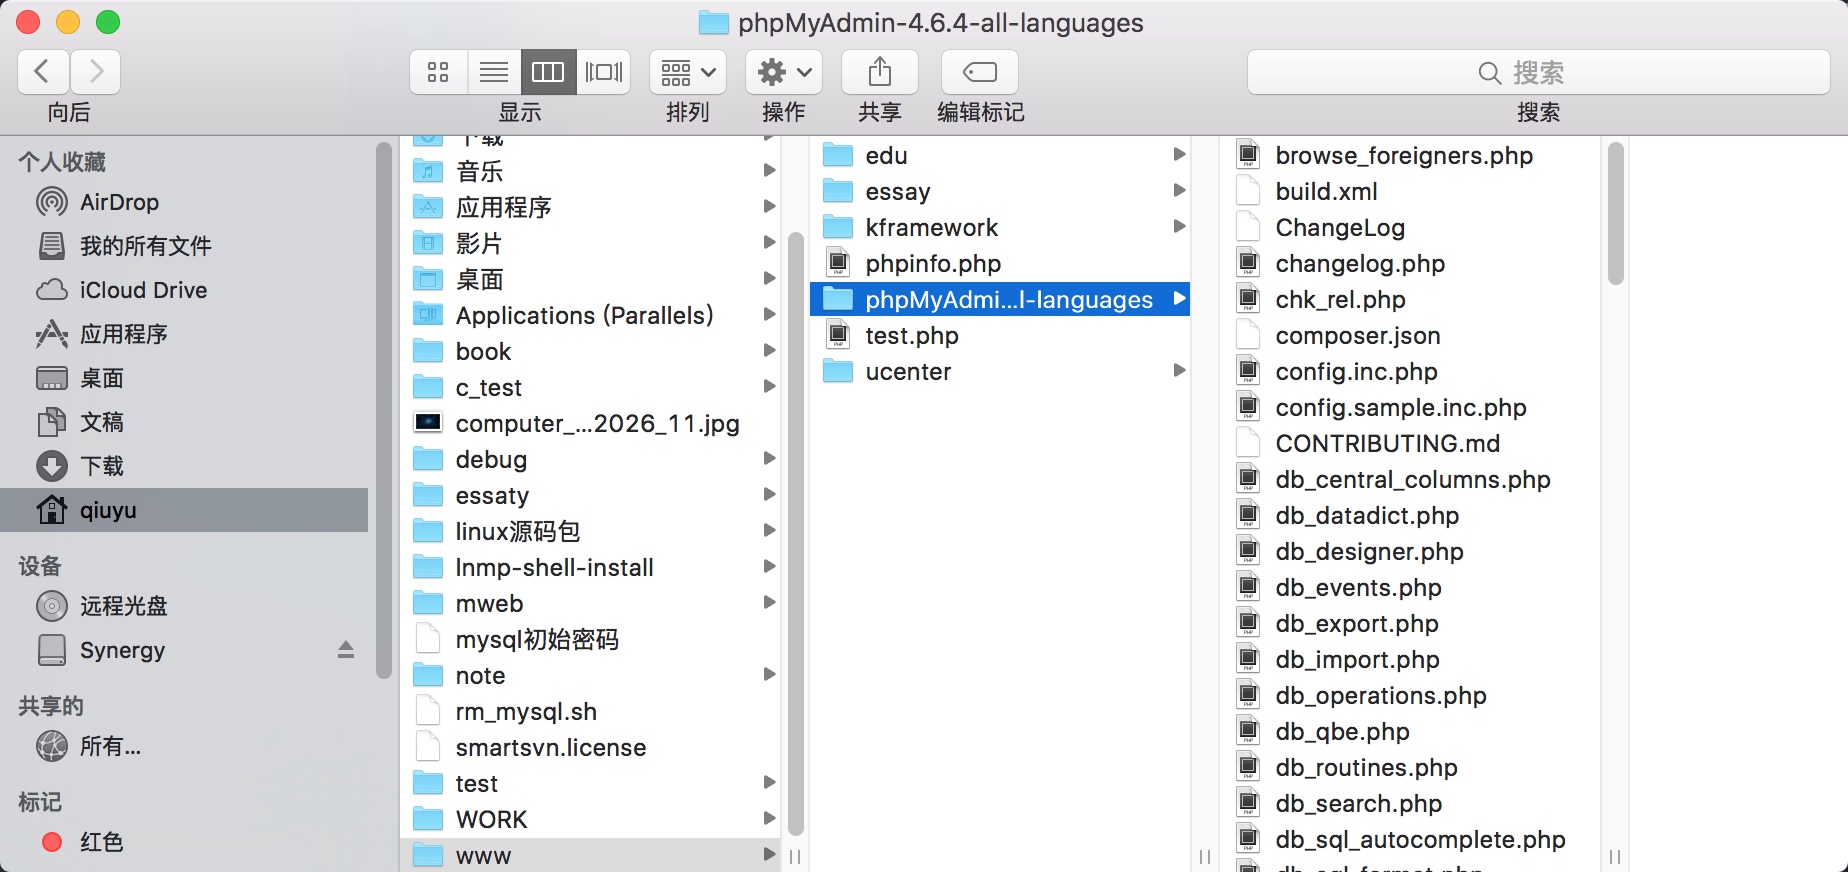 phpMyAdmin-4.6.4-all-languages
向后
显示
排列
操作
共享
编辑标记
搜索
搜索
个人收藏
AirDrop
我的所有文件
iCloud Drive
应用程序
桌面
文稿
下载
qiuyu
设备
远程光盘
Synergy
共享的
所有...
标记
红色
下载
音乐
应用程序
影片
桌面
Applications (Parallels)
book
c_test
computer_...2026_11.jpg
debug
essaty
linux源码包
lnmp-shell-install
mweb
mysql初始密码
note
rm_mysql.sh
smartsvn.license
test
WORK
www
edu
essay
kframework
phpinfo.php
phpMyAdmi...l-languages
test.php
ucenter
browse_foreigners.php
build.xml
ChangeLog
changelog.php
chk_rel.php
composer.json
config.inc.php
config.sample.inc.php
CONTRIBUTING.md
db_central_columns.php
db_datadict.php
db_designer.php
db_events.php
db_export.php
db_import.php
db_operations.php
db_qbe.php
db_routines.php
db_search.php
db_sql_autocomplete.php
db_sql_format.php